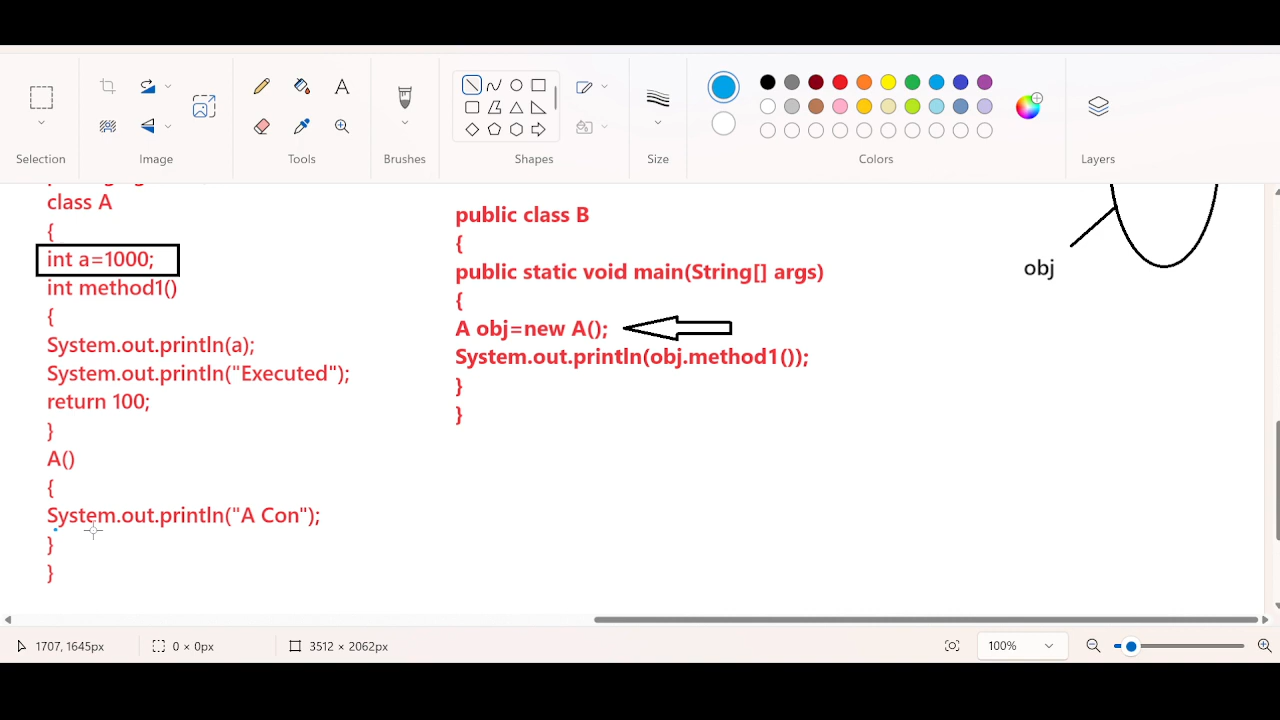 Selection
Image
Tools
Brushes
Shapes
Size
Colors
Layers
class A
{
int a=1000;
int method1()
{
System.out.println(a);
System.out.println("Executed");
return 100;
}
A()
{
System.out.println("A Con");
}
}
public class B
{
public static void main(String[] args)
{
A obj=new A();
System.out.println(obj.method1());
}
}
obj
1707, 1645px
0 × 0px
3512 × 2062px
100%